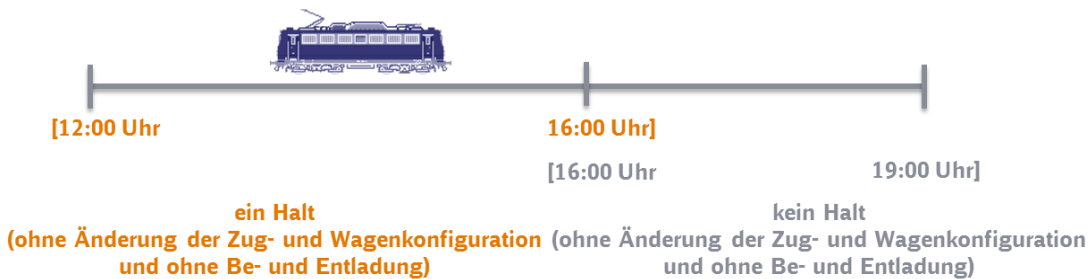 [12:00 Uhr
16:00 Uhr]
[16:00 Uhr
19:00 Uhr]
ein Halt
(ohne Änderung der Zug- und Wagenkonfiguration
und ohne Be- und Entladung)
kein Halt
(ohne Änderung der Zug- und Wagenkonfiguration
und ohne Be- und Entladung)